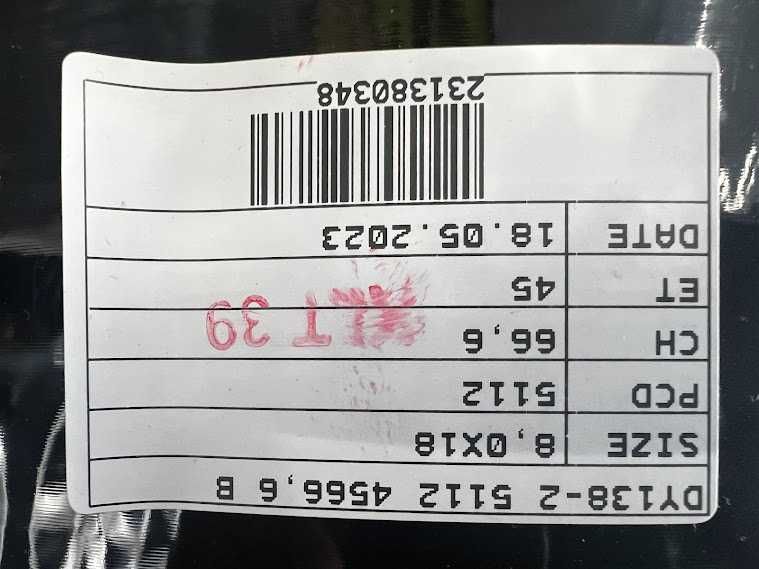 DY138-2 5112 4566,6 B
SIZE 8,0X18
PCD 5112
CH 66,6
ET 45
DATE 18.05.2023
231380348
T 39